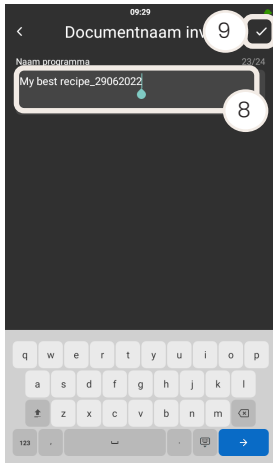 09:29
Documentnaam inv
9
Naam programma 23/24
My best recipe_29062022
8
q w e r t y u i o p
a s d f g h j k l
z x c v b n m
123 . .